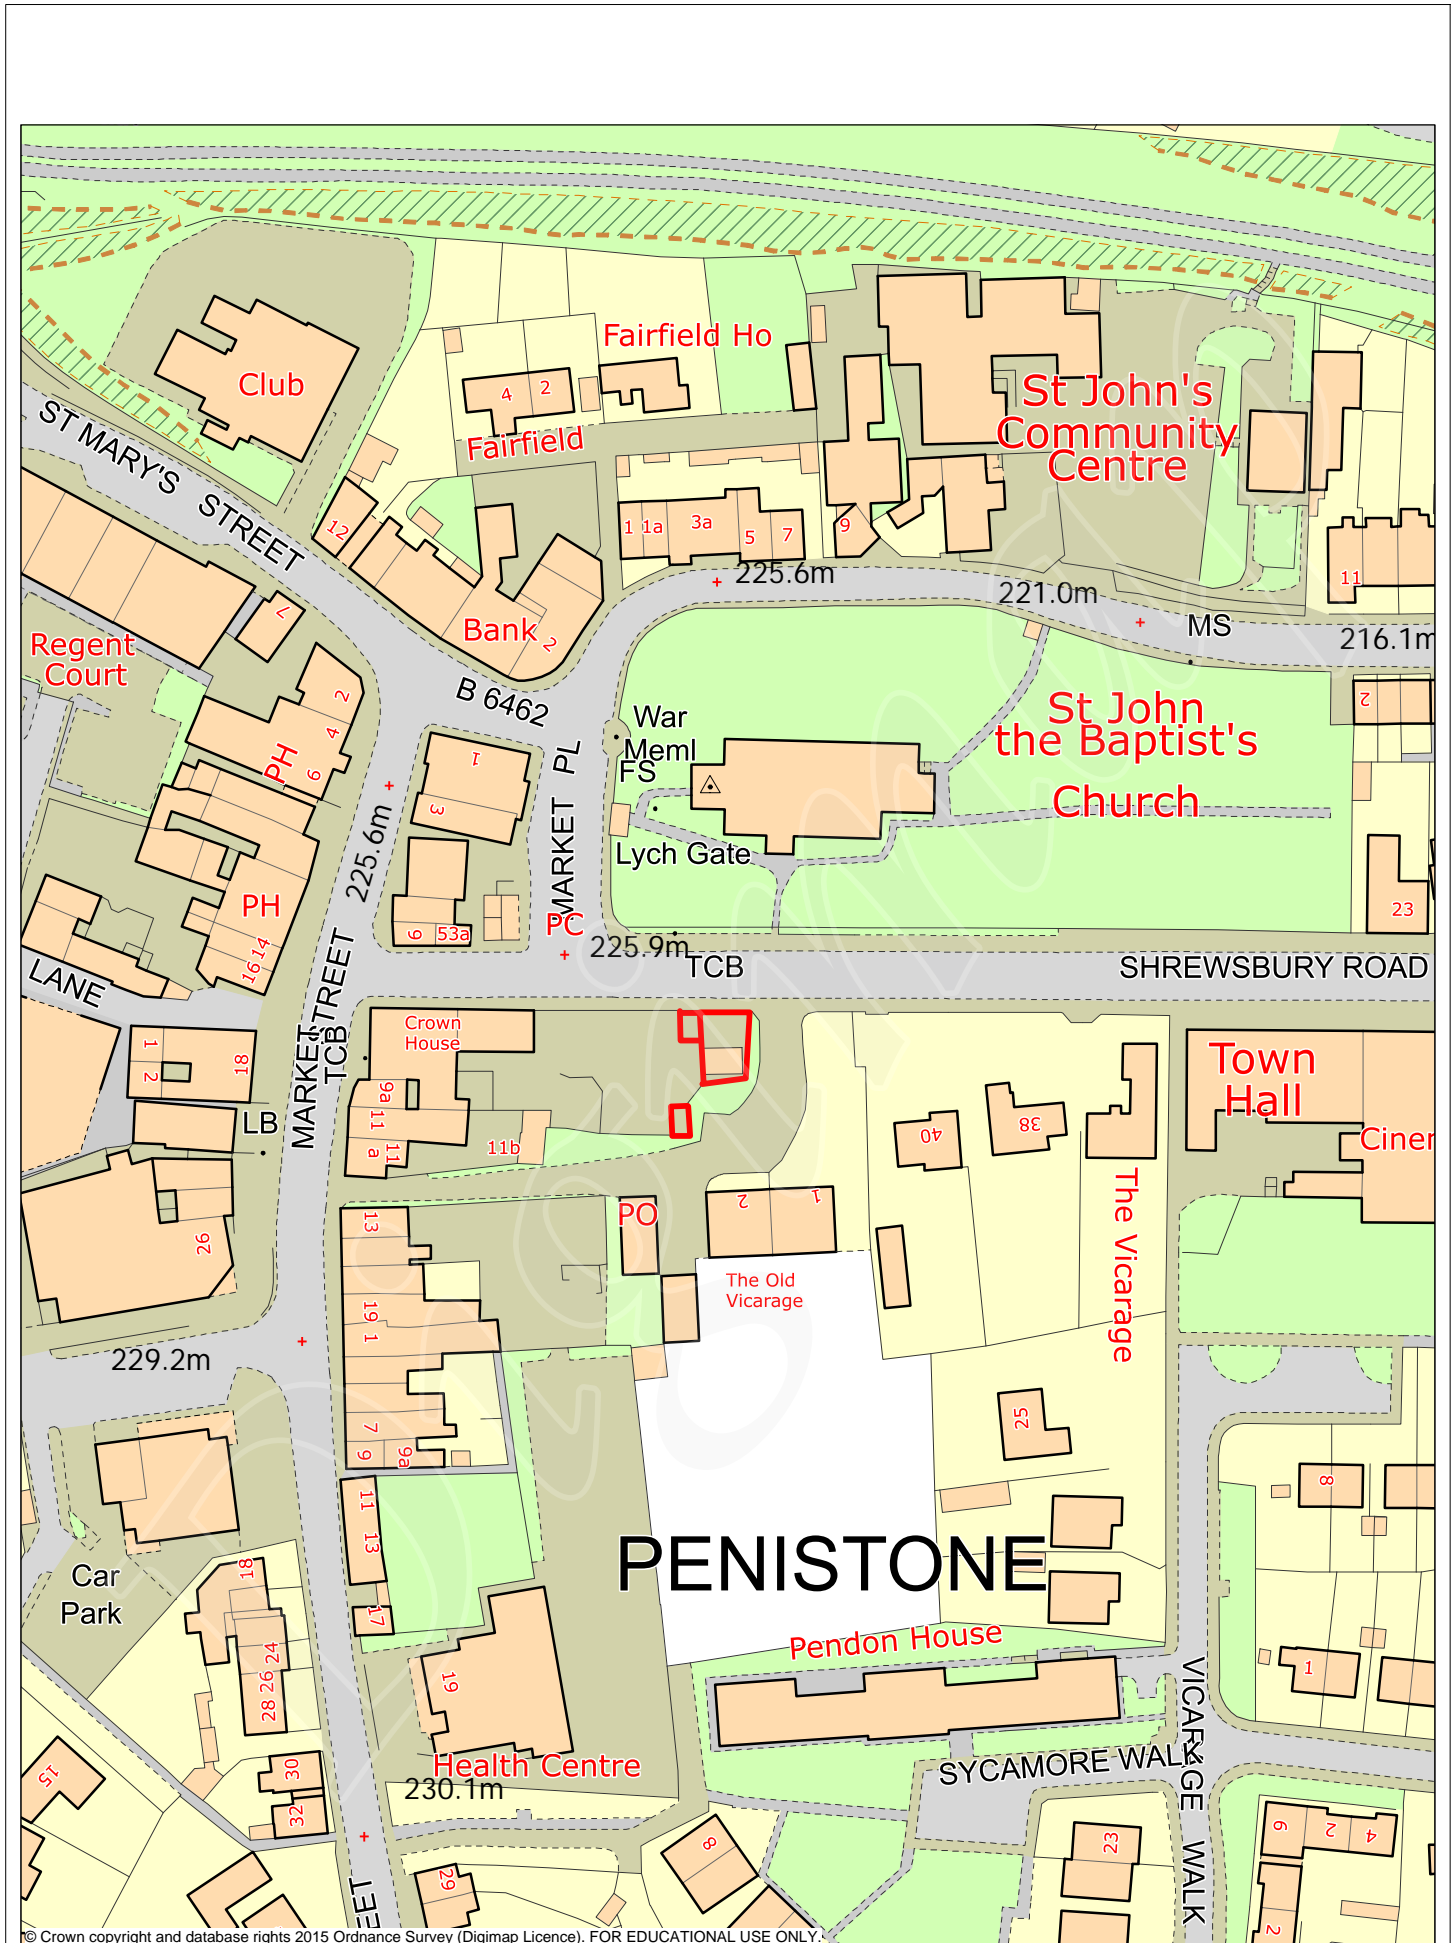 Fairfield Ho
Club
4
2
St John's
Community
Centre
Fairfield
ST MARY'S STREET
12
1
1a
3a
5
7
9
11
225.6m
221.0m
MS
216.1m
7
Bank
2
Regent
Court
B 6462
2
4
6
PH
War
Meml
FS
St John
the Baptist's
Church
2
1
3
MARKET PL
225.6m
Lych Gate
PH
14
16
9
53a
PC
225.9m
TCB
23
SHREWSBURY ROAD
LANE
MARKET STREET
TCB
Crown
House
1
2
18
9a
11
11
a
11b
LB
40
38
Town
Hall
Ciner
The Vicarage
PO
2
1
13
26
The Old
Vicarage
19
1
229.2m
7
9
9a
25
8
11
13
PENISTONE
Car
Park
18
17
24
26
28
19
Pendon House
1
VICARAGE WALK
Health Centre
SYCAMORE WALK
230.1m
15
30
32
8
23
6
2
4
29
EET
2
© Crown copyright and database rights 2015 Ordnance Survey (Digimap Licence). FOR EDUCATIONAL USE ONLY.